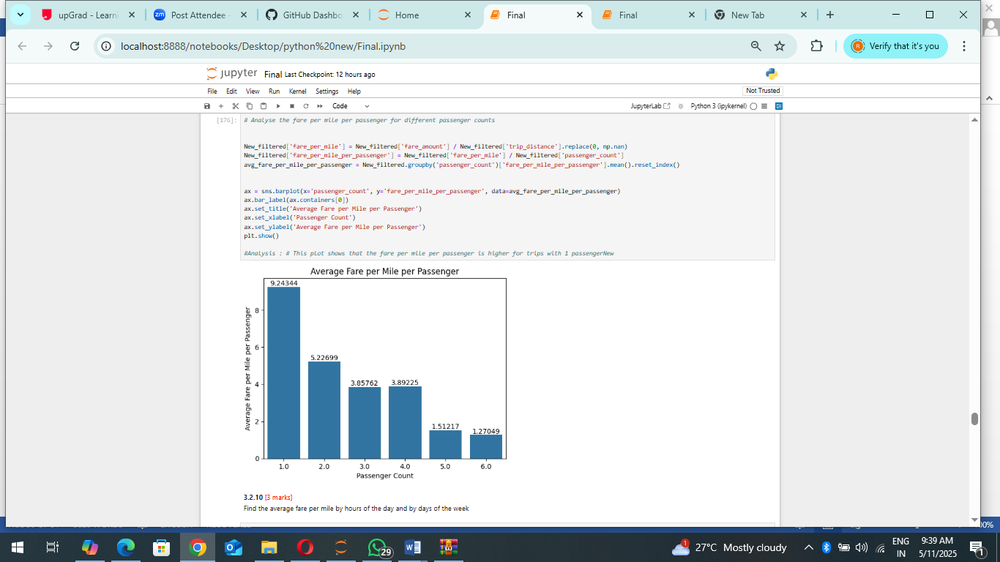 upGrad - Learni
zm Post Attendee -
GitHub Dashbo
Home
Final
Final
New Tab
localhost:8888/notebooks/Desktop/python%20new/Final.ipynb
R Verify that it's you
jupyter Final Last Checkpoint: 12 hours ago
File Edit View Run Kernel Settings Help
Not Trusted
Code
JupyterLab
Python 3 (ipykernel)
[176]:
# Analyse the fare per mile per passenger for different passenger counts
New_filtered['fare_per_mile'] = New_filtered['fare_amount'] / New_filtered['trip_distance'].replace(0, np.nan)
New_filtered['fare_per_mile_per_passenger'] = New_filtered['fare_per_mile'] / New_filtered['passenger_count']
avg_fare_per_mile_per_passenger = New_filtered.groupby('passenger_count')['fare_per_mile_per_passenger'].mean().reset_index()
ax = sns.barplot(x='passenger_count', y='fare_per_mile_per_passenger', data=avg_fare_per_mile_per_passenger)
ax.bar_label(ax.containers[0])
ax.set_title('Average Fare per Mile per Passenger')
ax.set_xlabel('Passenger Count')
ax.set_ylabel('Average Fare per Mile per Passenger')
plt.show()
#Analysis : # This plot shows that the fare per mile per passenger is higher for trips with 1 passengerNew
Average Fare per Mile per Passenger
9.24344
5.22699
3.85762
3.89225
1.51217
1.27049
8
6
4
2
0
Average Fare per Mile per Passenger
1.0 2.0 3.0 4.0 5.0 6.0
Passenger Count
3.2.10 [3 marks]
Find the average fare per mile by hours of the day and by days of the week
29
1
27°C Mostly cloudy
ENG
IN
9:39 AM
5/11/2025
1